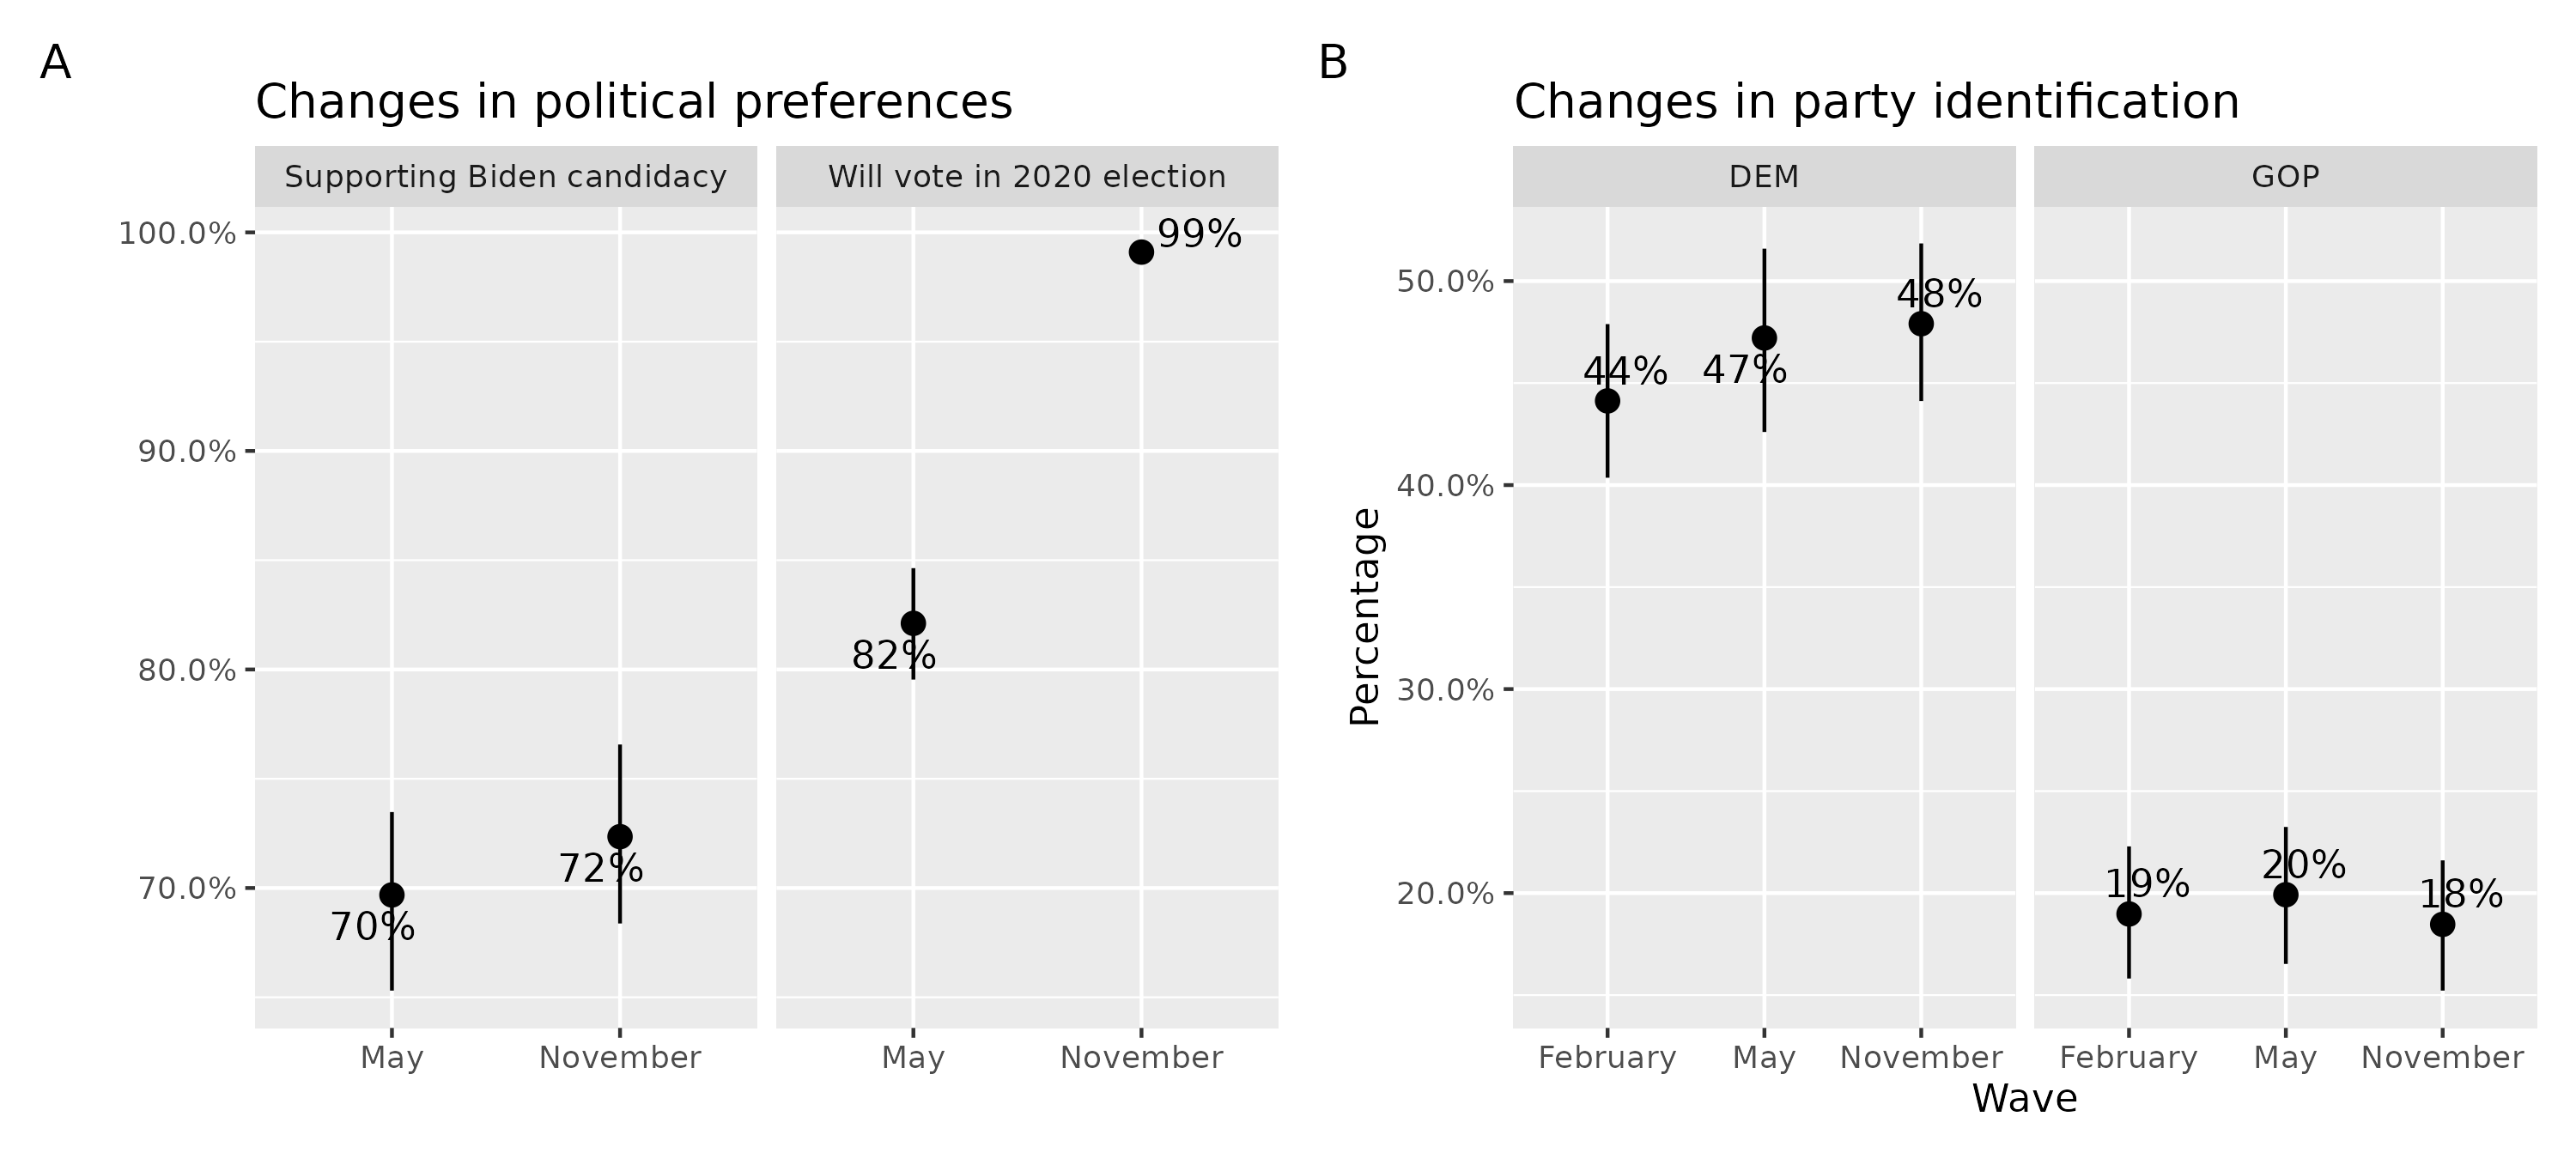 A
Changes in political preferences
Supporting Biden candidacy
Will vote in 2020 election
100.0%
90.0%
80.0%
70.0%
70%
72%
82%
99%
May
November
May
November
B
Changes in party identification
DEM
GOP
Percentage
50.0%
40.0%
30.0%
20.0%
44%
47%
48%
19%
20%
18%
February
May
November
February
May
November
Wave